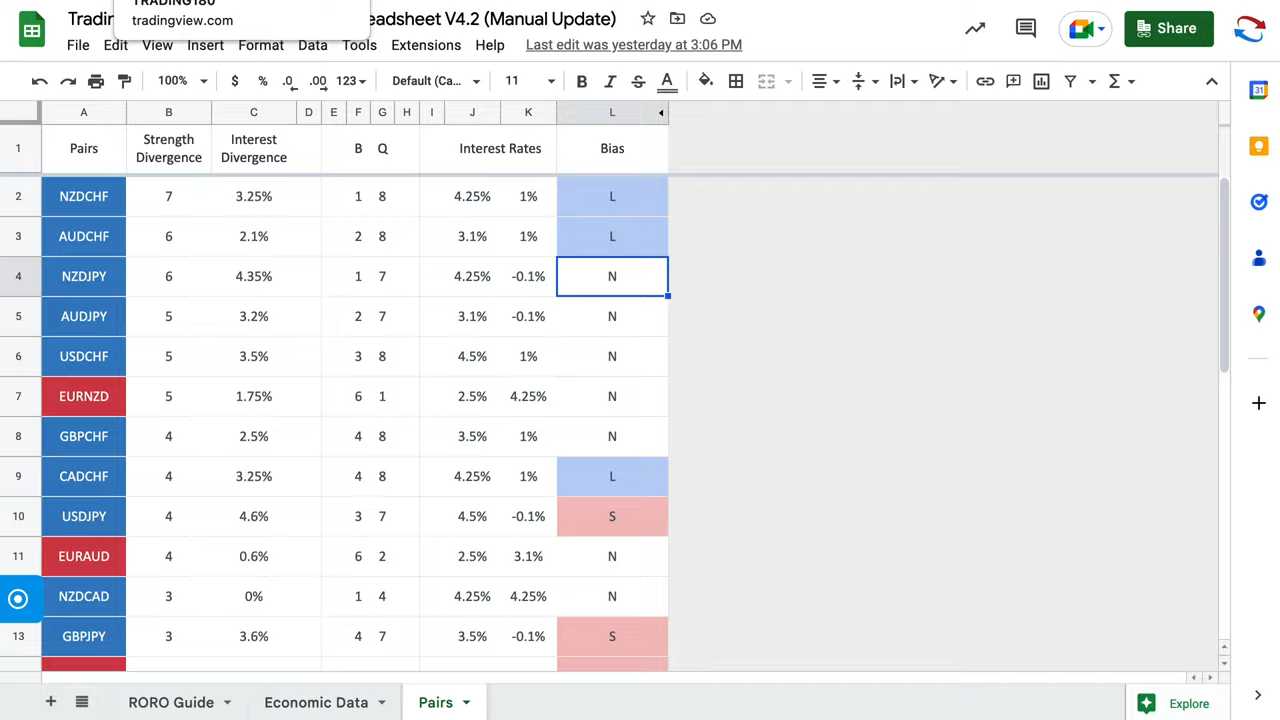 TRADING180
tradingview.com
Tradin
eadsheet V4.2 (Manual Update)
File Edit View Insert Format Data Tools Extensions Help Last edit was yesterday at 3:06 PM
Share
100% $ % .0 .00 123 Default (Ca... 11 B I S A
A B C D E F G H I J K L
1 Pairs Strength Divergence Interest Divergence B Q Interest Rates Bias
2 NZDCHF 7 3.25% 1 8 4.25% 1% L
3 AUDCHF 6 2.1% 2 8 3.1% 1% L
4 NZDJPY 6 4.35% 1 7 4.25% -0.1% N
5 AUDJPY 5 3.2% 2 7 3.1% -0.1% N
6 USDCHF 5 3.5% 3 8 4.5% 1% N
7 EURNZD 5 1.75% 6 1 2.5% 4.25% N
8 GBPCHF 4 2.5% 4 8 3.5% 1% N
9 CADCHF 4 3.25% 4 8 4.25% 1% L
10 USDJPY 4 4.6% 3 7 4.5% -0.1% S
11 EURAUD 4 0.6% 6 2 2.5% 3.1% N
NZDCAD 3 0% 1 4 4.25% 4.25% N
13 GBPJPY 3 3.6% 4 7 3.5% -0.1% S
RORO Guide Economic Data Pairs Explore
31